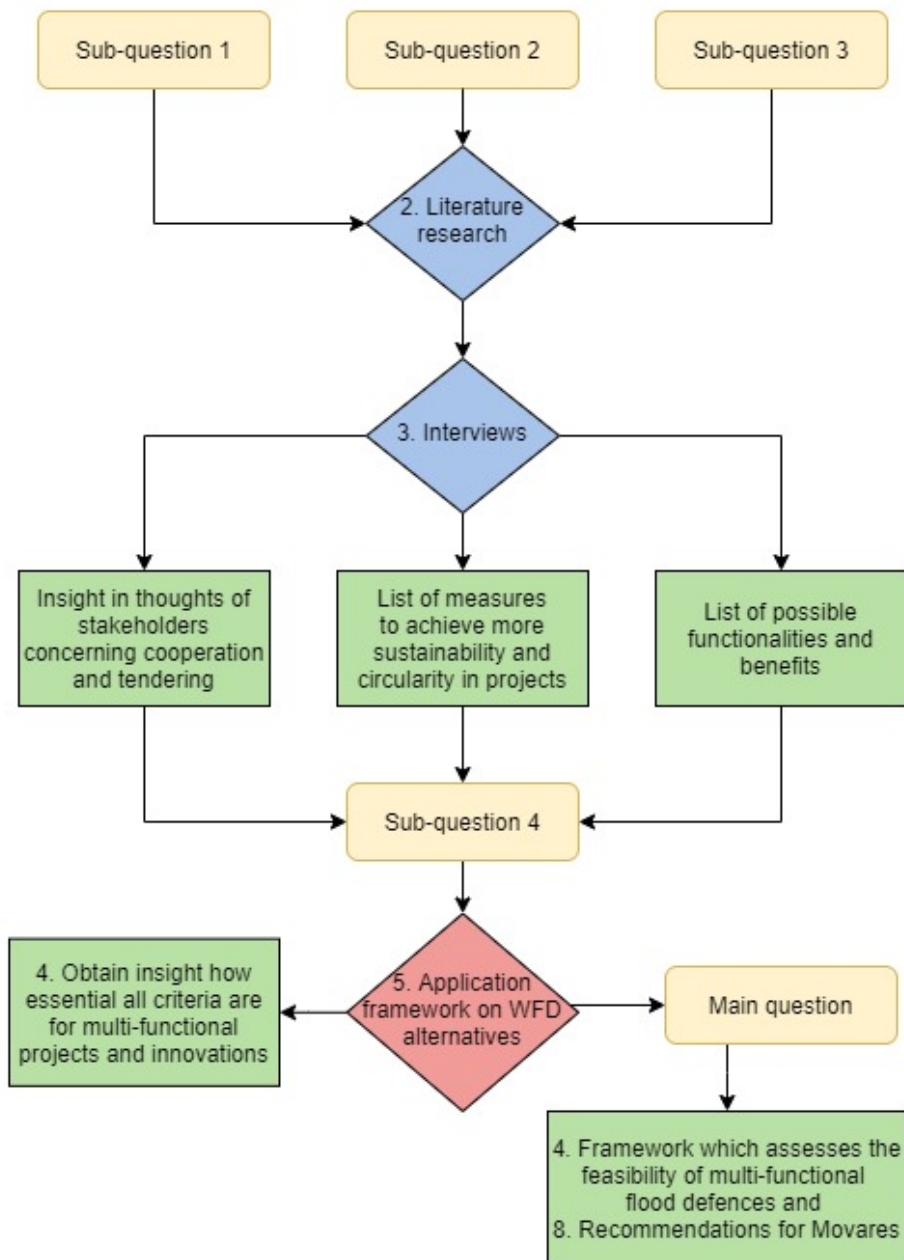 Sub-question 1
Sub-question 2
Sub-question 3
2. Literature
research
3. Interviews
Insight in thoughts of
stakeholders
concerning cooperation
and tendering
List of measures
to achieve more
sustainability and
circularity in projects
List of possible
functionalities and
benefits
Sub-question 4
4. Obtain insight how
essential all criteria are
for multi-functional
projects and innovations
5. Application
framework on WFD
alternatives
Main question
4. Framework which assesses the
feasibility of multi-functional
flood defences and
8. Recommendations for Movares